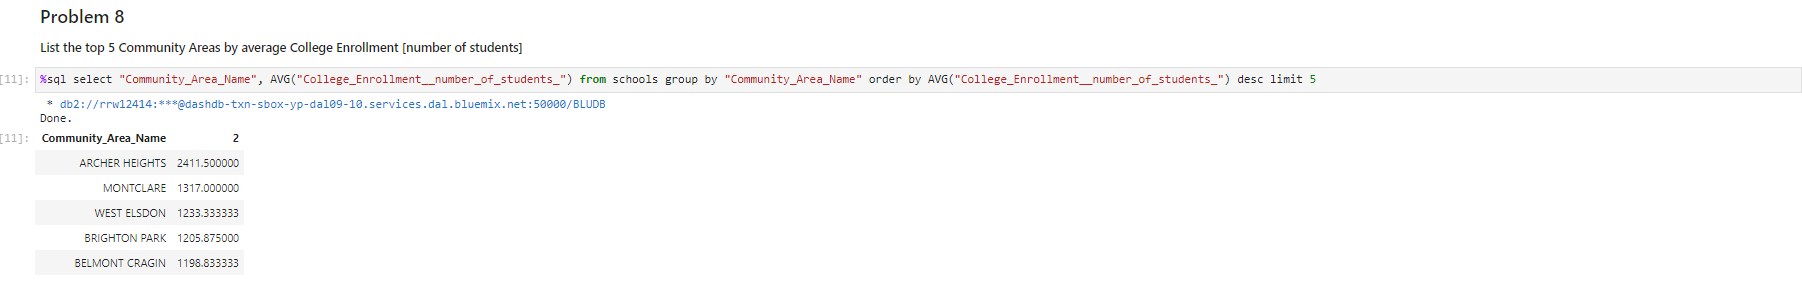 Problem 8
List the top 5 Community Areas by average College Enrollment [number of students]
[11]: %sql select "Community_Area_Name", AVG("College_Enrollment__number_of_students_") from schools group by "Community_Area_Name" order by AVG("College_Enrollment__number_of_students_") desc limit 5
* db2://rrw12414:***@dashdb-txn-sbox-yp-dal09-10.services.dal.bluemix.net:50000/BLUDB
Done.
[11]: Community_Area_Name 2
ARCHER HEIGHTS 2411.500000
MONTCLARE 1317.000000
WEST ELSDON 1233.333333
BRIGHTON PARK 1205.875000
BELMONT CRAGIN 1198.833333